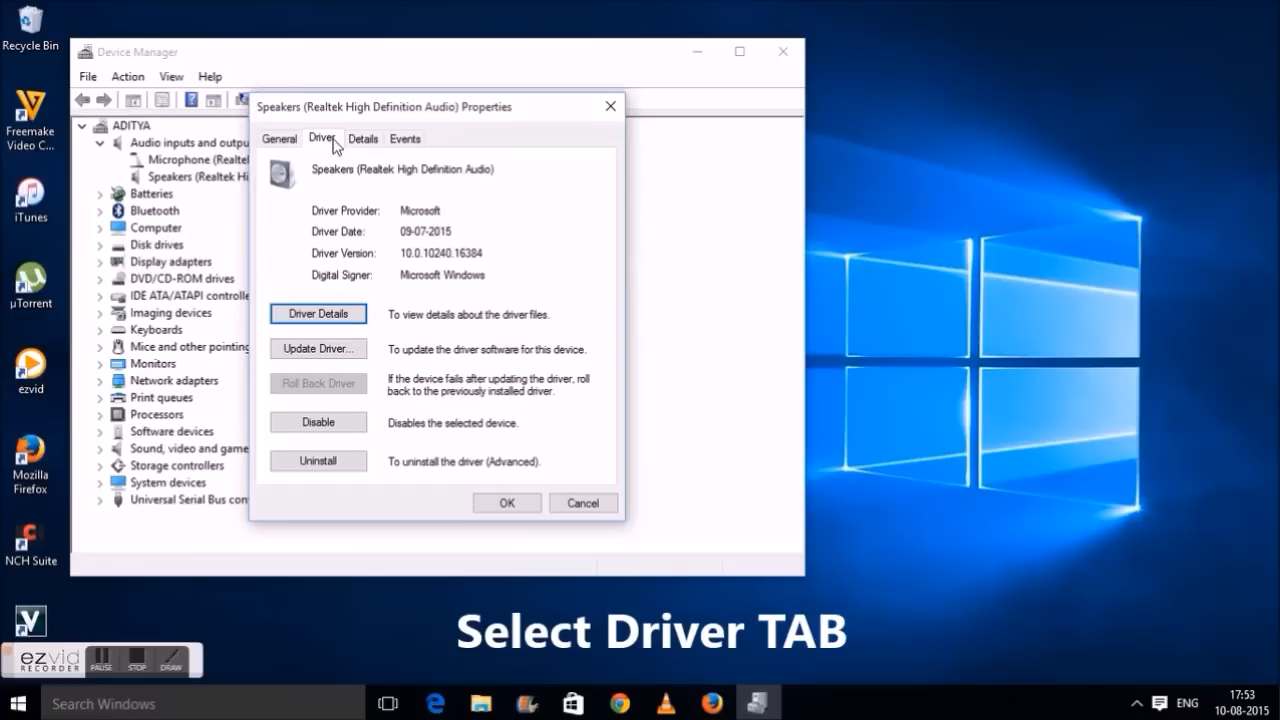 Recycle Bin
Freemake
Video C...
iTunes
µTorrent
ezvid
Mozilla
Firefox
NCH Suite
V
Device Manager
File Action View Help
ADITYA
Audio inputs and outpu
Microphone (Realtel
Speakers (Realtek Hi
Batteries
Bluetooth
Computer
Disk drives
Display adapters
DVD/CD-ROM drives
IDE ATA/ATAPI controlle
Imaging devices
Keyboards
Mice and other pointing
Monitors
Network adapters
Print queues
Processors
Software devices
Sound, video and game
Storage controllers
System devices
Universal Serial Bus con
Speakers (Realtek High Definition Audio) Properties
General Driver Details Events
Speakers (Realtek High Definition Audio)
Driver Provider: Microsoft
Driver Date: 09-07-2015
Driver Version: 10.0.10240.16384
Digital Signer: Microsoft Windows
Driver Details To view details about the driver files.
Update Driver... To update the driver software for this device.
Roll Back Driver If the device fails after updating the driver, roll
back to the previously installed driver.
Disable Disables the selected device.
Uninstall To uninstall the driver (Advanced).
OK Cancel
Select Driver TAB
ezvid
RECORDER
PAUSE STOP DRAW
Search Windows
ENG
17:53
10-08-2015